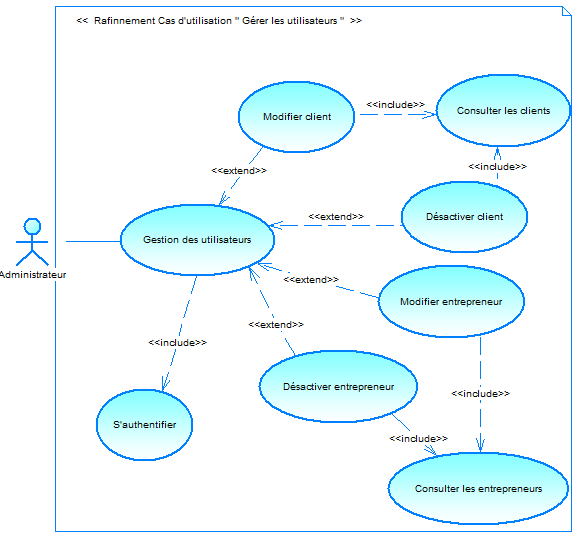 <<  Rafinnement Cas d'utilisation " Gérer les utilisateurs "  >>
Modifier client
<<include>>
Consulter les clients
<<extend>>
<<include>>
<<extend>>
Désactiver client
Gestion des utilisateurs
Administrateur
<<extend>>
Modifier entrepreneur
<<extend>>
<<include>>
Désactiver entrepreneur
<<include>>
S'authentifier
<<include>>
Consulter les entrepreneurs